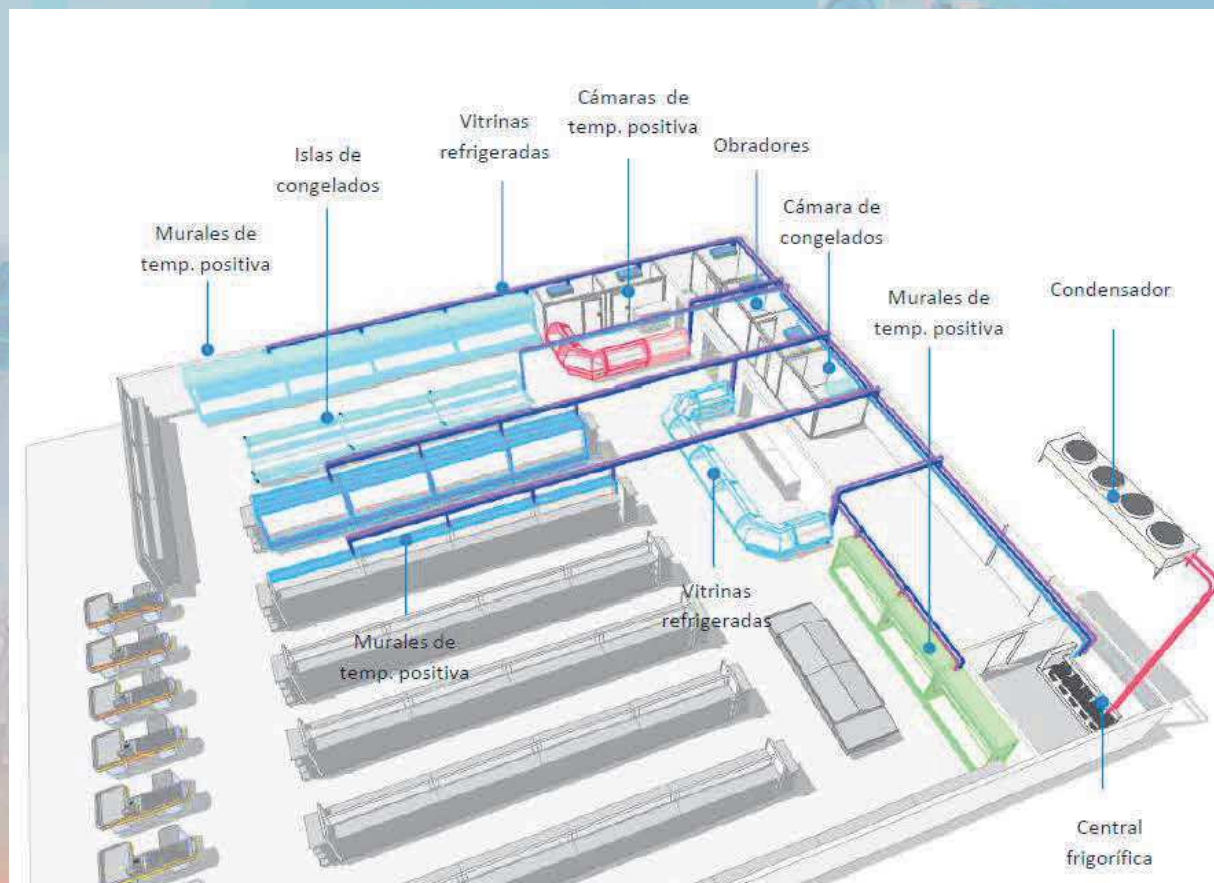 Cámaras de
temp. positiva
Vitrinas
refrigeradas
Obradores
Islas de
congelados
Cámara de
congelados
Murales de
temp. positiva
Murales de
temp. positiva
Condensador
Vitrinas
refrigeradas
Murales de
temp. positiva
Central
frigorífica